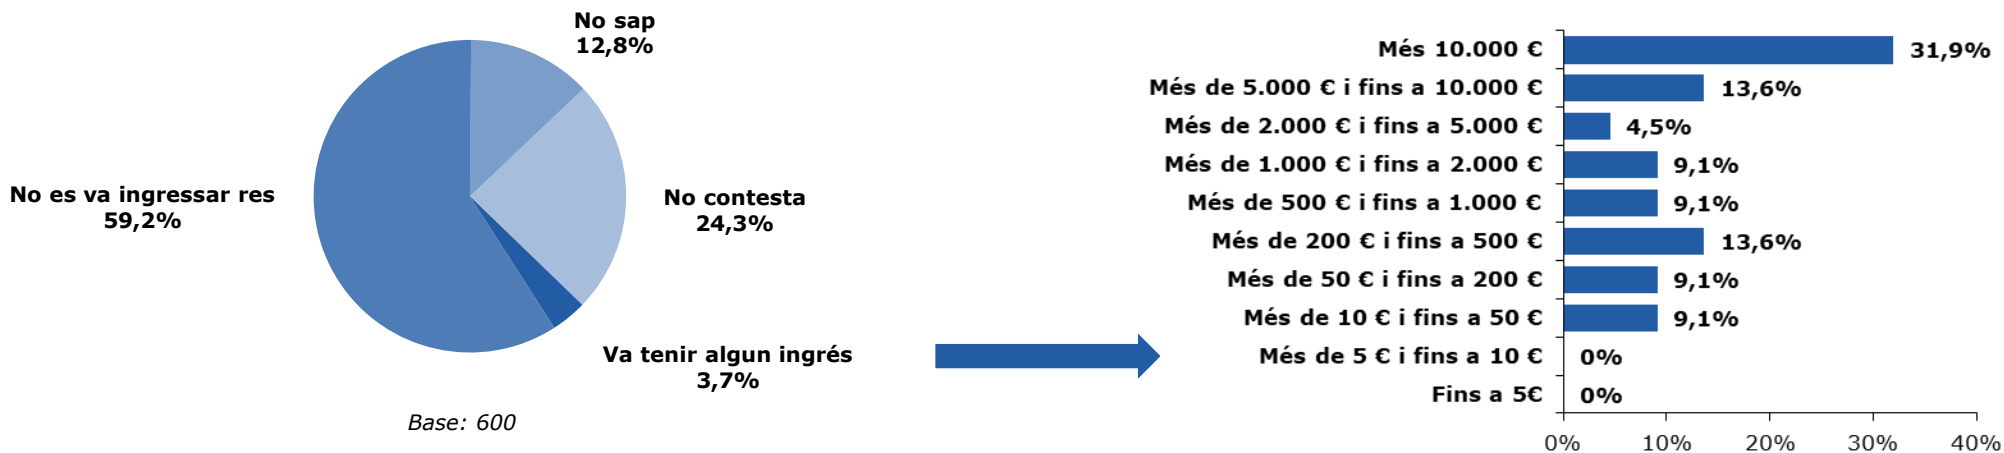 No sap
12,8%
No es va ingressar res
59,2%
No contesta
24,3%
Va tenir algun ingrés
3,7%
Base: 600
Més 10.000 € 31,9%
Més de 5.000 € i fins a 10.000 € 13,6%
Més de 2.000 € i fins a 5.000 € 4,5%
Més de 1.000 € i fins a 2.000 € 9,1%
Més de 500 € i fins a 1.000 € 9,1%
Més de 200 € i fins a 500 € 13,6%
Més de 50 € i fins a 200 € 9,1%
Més de 10 € i fins a 50 € 9,1%
Més de 5 € i fins a 10 € 0%
Fins a 5€ 0%
0% 10% 20% 30% 40%